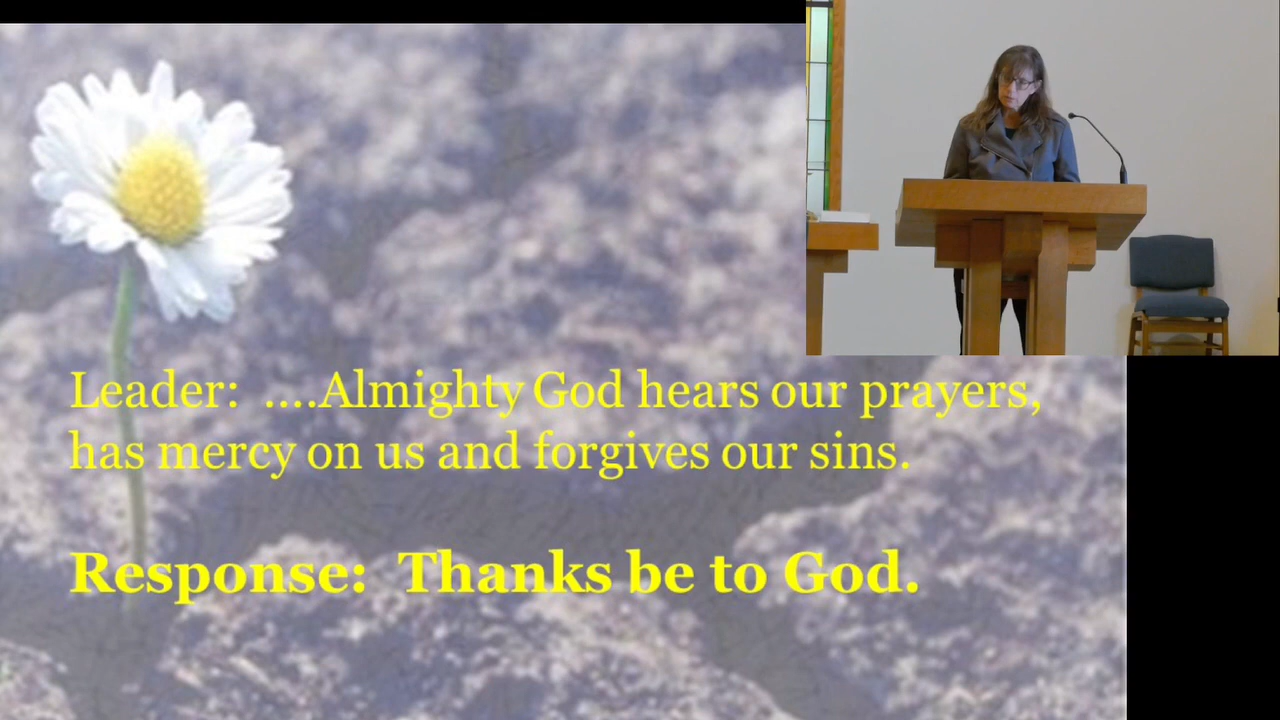 Leader:  ....Almighty God hears our prayers,
has mercy on us and forgives our sins.
Response:  Thanks be to God.